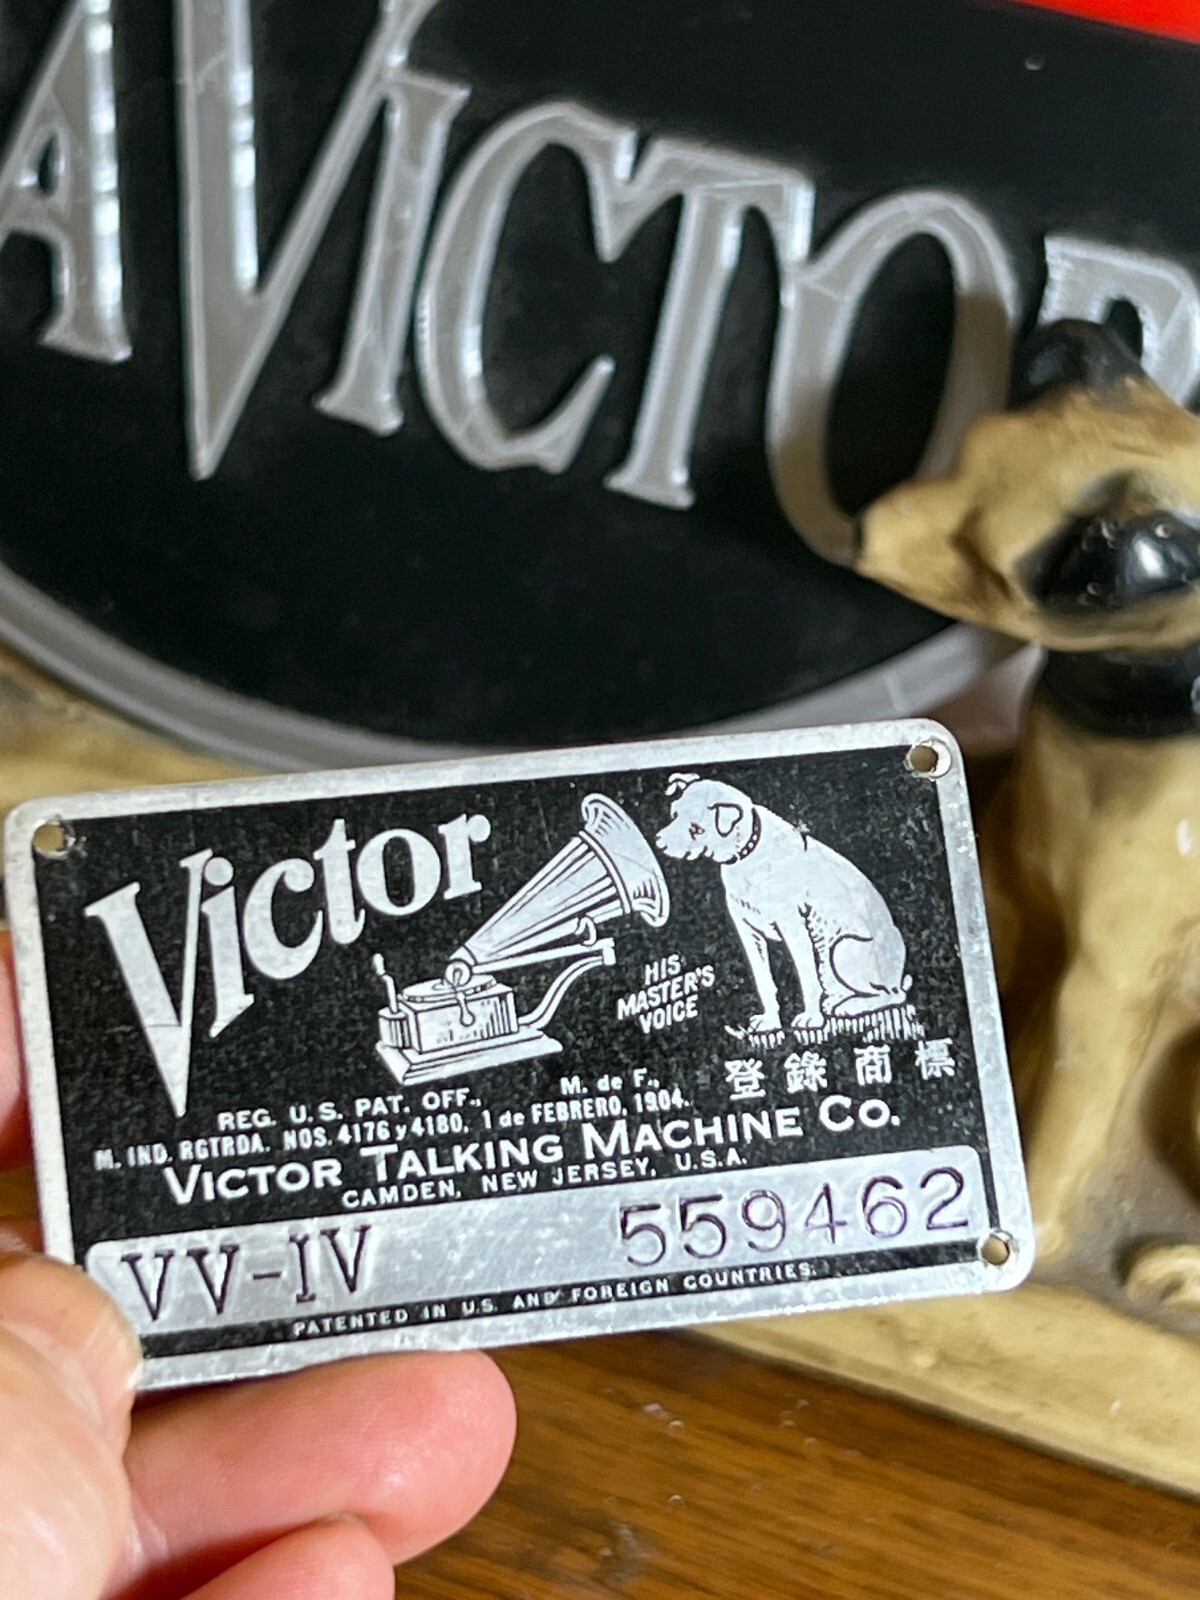 A VICTOR
Victor
HIS
MASTER'S
VOICE
登錄商標
REG. U.S. PAT. OFF., M. de F.,
M. IND. RGTRDA. NOS. 4176 y 4180. 1 de FEBRERO, 1904.
VICTOR TALKING MACHINE CO.
CAMDEN, NEW JERSEY, U.S.A.
VV-IV 559462
PATENTED IN U.S. AND FOREIGN COUNTRIES.